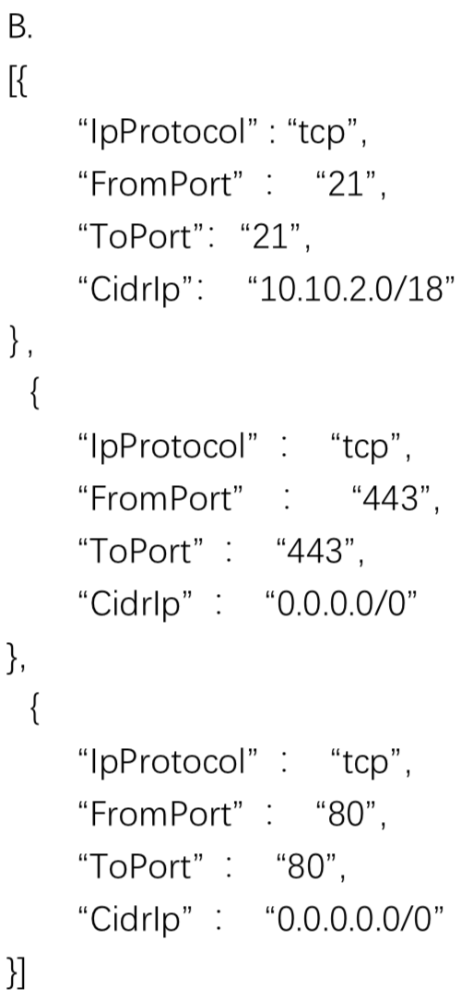 B.
[{
“IpProtocol” : “tcp”,
“FromPort” : “21”,
“ToPort”: “21”,
“CidrIp”: “10.10.2.0/18”
} ,
{
“IpProtocol” : “tcp”,
“FromPort” : “443”,
“ToPort” : “443”,
“CidrIp” : “0.0.0.0/0”
},
{
“IpProtocol” : “tcp”,
“FromPort” : “80”,
“ToPort” : “80”,
“CidrIp” : “0.0.0.0.0/0”
}]